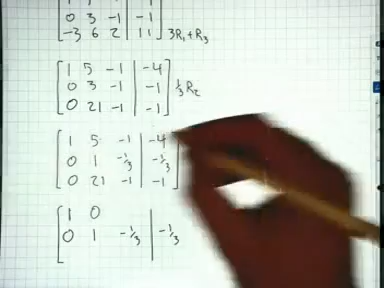 0 3 -1 | -1
-3 6 2 | 11 3R₁+R₃
1 5 -1 | -4
0 3 -1 | -1 ⅓R₂
0 21 -1 | -1
1 5 -1 | -4
0 1 -⅓ | -⅓
0 21 -1 | -1
1 0
0 1 -⅓ | -⅓